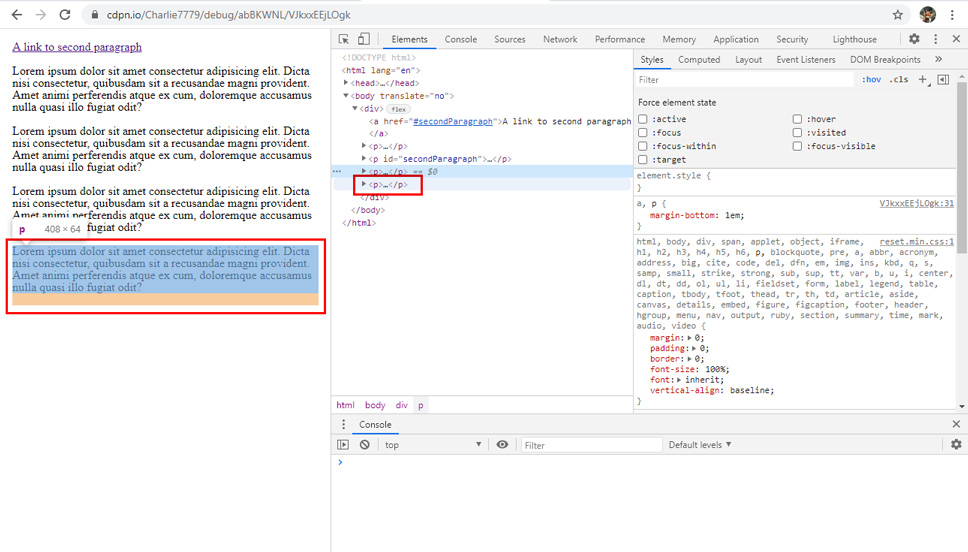 cdpn.io/Charlie7779/debug/abBKWNL/VJkxxEEjLOgk
A link to second paragraph
Lorem ipsum dolor sit amet consectetur adipisicing elit. Dicta
nisi consectetur, quibusdam sit a recusandae magni provident.
Amet animi perferendis atque ex cum, doloremque accusamus
nulla quasi illo fugiat odit?
Lorem ipsum dolor sit amet consectetur adipisicing elit. Dicta
nisi consectetur, quibusdam sit a recusandae magni provident.
Amet animi perferendis atque ex cum, doloremque accusamus
nulla quasi illo fugiat odit?
Lorem ipsum dolor sit amet consectetur adipisicing elit. Dicta
nisi consectetur, quibusdam sit a recusandae magni provident.
Amet animi perferendis atque ex cum, doloremque accusamus
fugiat odit?
p 408 × 64
Lorem ipsum dolor sit amet consectetur adipisicing elit. Dicta
nisi consectetur, quibusdam sit a recusandae magni provident.
Amet animi perferendis atque ex cum, doloremque accusamus
nulla quasi illo fugiat odit?
Elements Console Sources Network Performance Memory Application Security Lighthouse
<!DOCTYPE html>
<html lang="en">
<head>…</head>
<body translate="no">
<div> flex
<a href="#secondParagraph">A link to second paragraph
</a>
<p>…</p>
<p id="secondParagraph">…</p>
<p>…</p> == $0
<p>…</p>
</div>
</body>
</html>
html body div p
Styles Computed Layout Event Listeners DOM Breakpoints »
Filter :hov .cls +
Force element state
:active :hover
:focus :visited
:focus-within :focus-visible
:target
element.style {
}
a, p { VJkxxEEjLOgk:31
margin-bottom: 1em;
}
html, body, div, span, applet, object, iframe, reset.min.css:1
h1, h2, h3, h4, h5, h6, p, blockquote, pre, a, abbr, acronym,
address, big, cite, code, del, dfn, em, img, ins, kbd, q, s,
samp, small, strike, strong, sub, sup, tt, var, b, u, i, center,
dl, dt, dd, ol, ul, li, fieldset, form, label, legend, table,
caption, tbody, tfoot, thead, tr, th, td, article, aside,
canvas, details, embed, figure, figcaption, footer, header,
hgroup, menu, nav, output, ruby, section, summary, time, mark,
audio, video {
margin: 0;
padding: 0;
border: 0;
font-size: 100%;
font: inherit;
vertical-align: baseline;
}
Console
top Filter Default levels